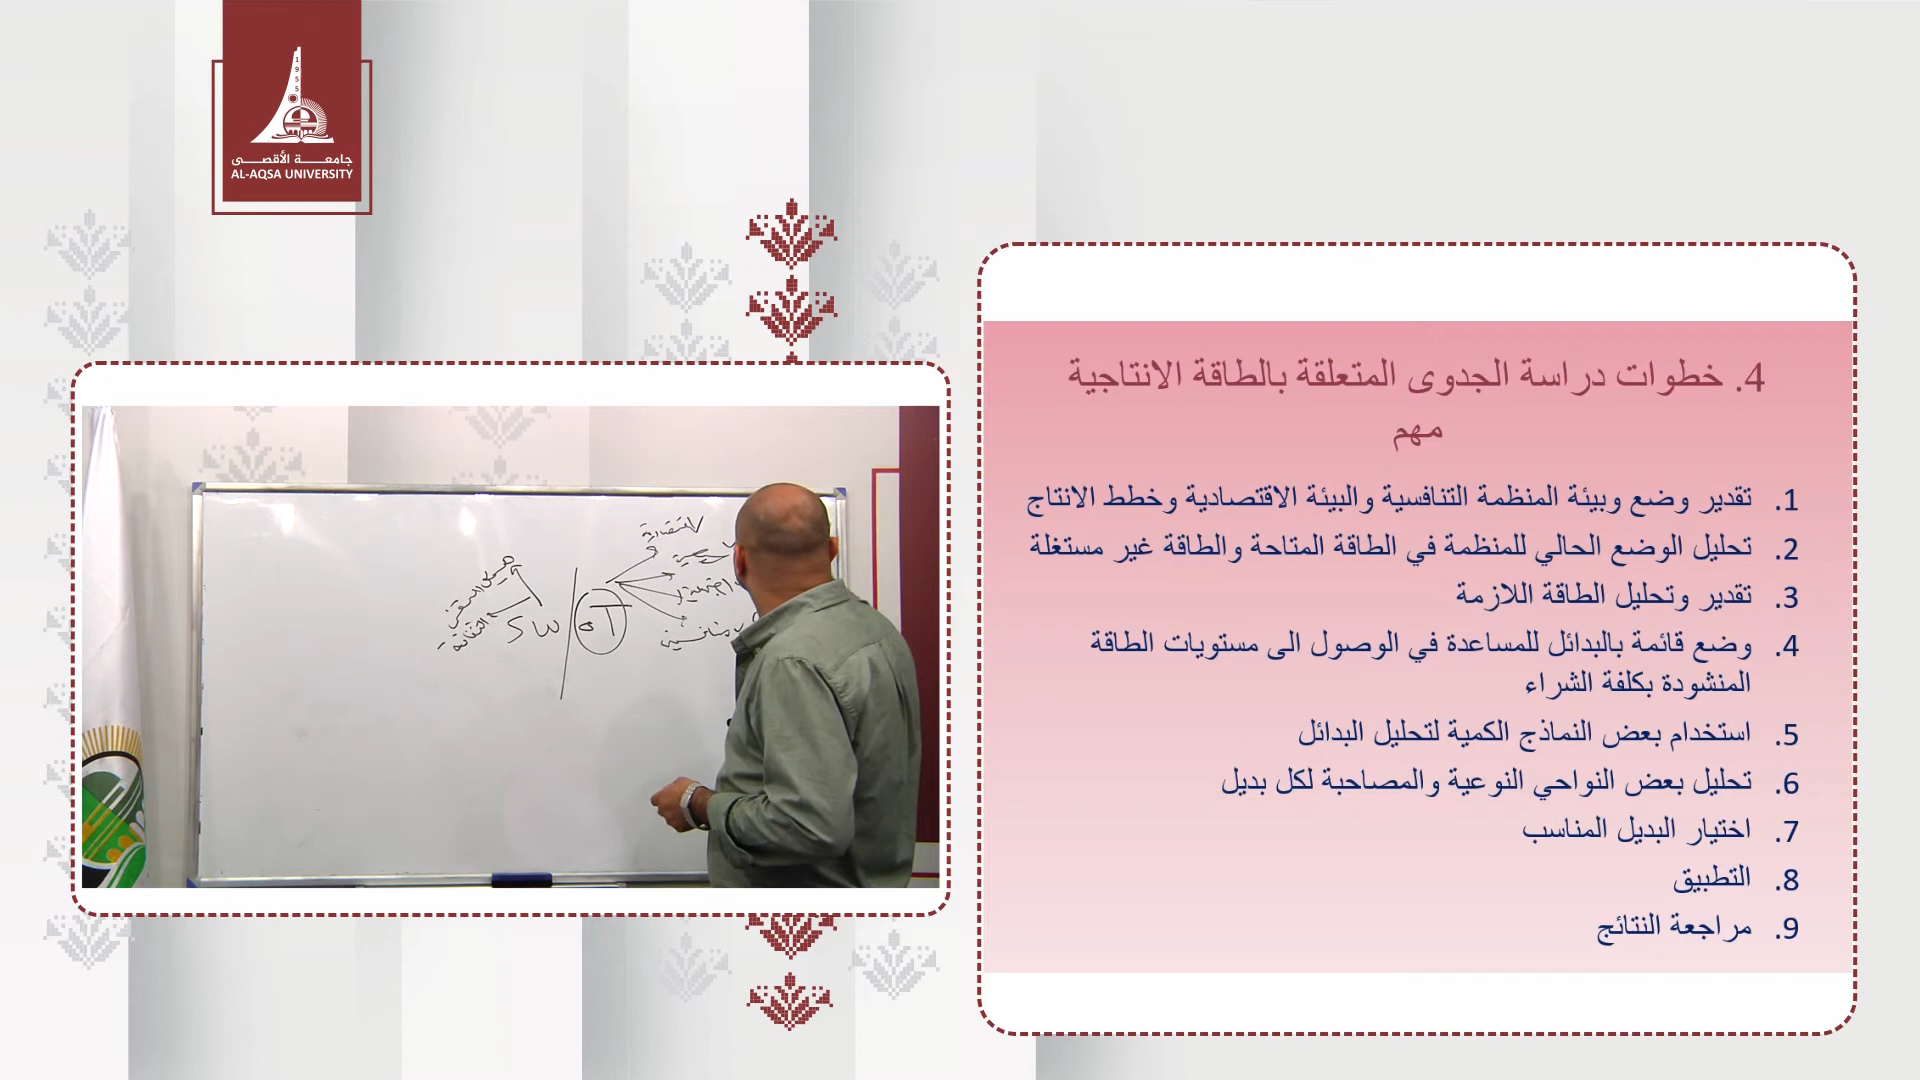 1955
جامعة الأقصى
AL-AQSA UNIVERSITY
4. خطوات دراسة الجدوى المتعلقة بالطاقة الانتاجية
مهم
1. تقدير وضع وبيئة المنظمة التنافسية والبيئة الاقتصادية وخطط الانتاج
2. تحليل الوضع الحالي للمنظمة في الطاقة المتاحة والطاقة غير مستغلة
3. تقدير وتحليل الطاقة اللازمة
4. وضع قائمة بالبدائل للمساعدة في الوصول الى مستويات الطاقة
المنشودة بكلفة الشراء
5. استخدام بعض النماذج الكمية لتحليل البدائل
6. تحليل بعض النواحي النوعية والمصاحبة لكل بديل
7. اختيار البديل المناسب
8. التطبيق
9. مراجعة النتائج
S W
O T